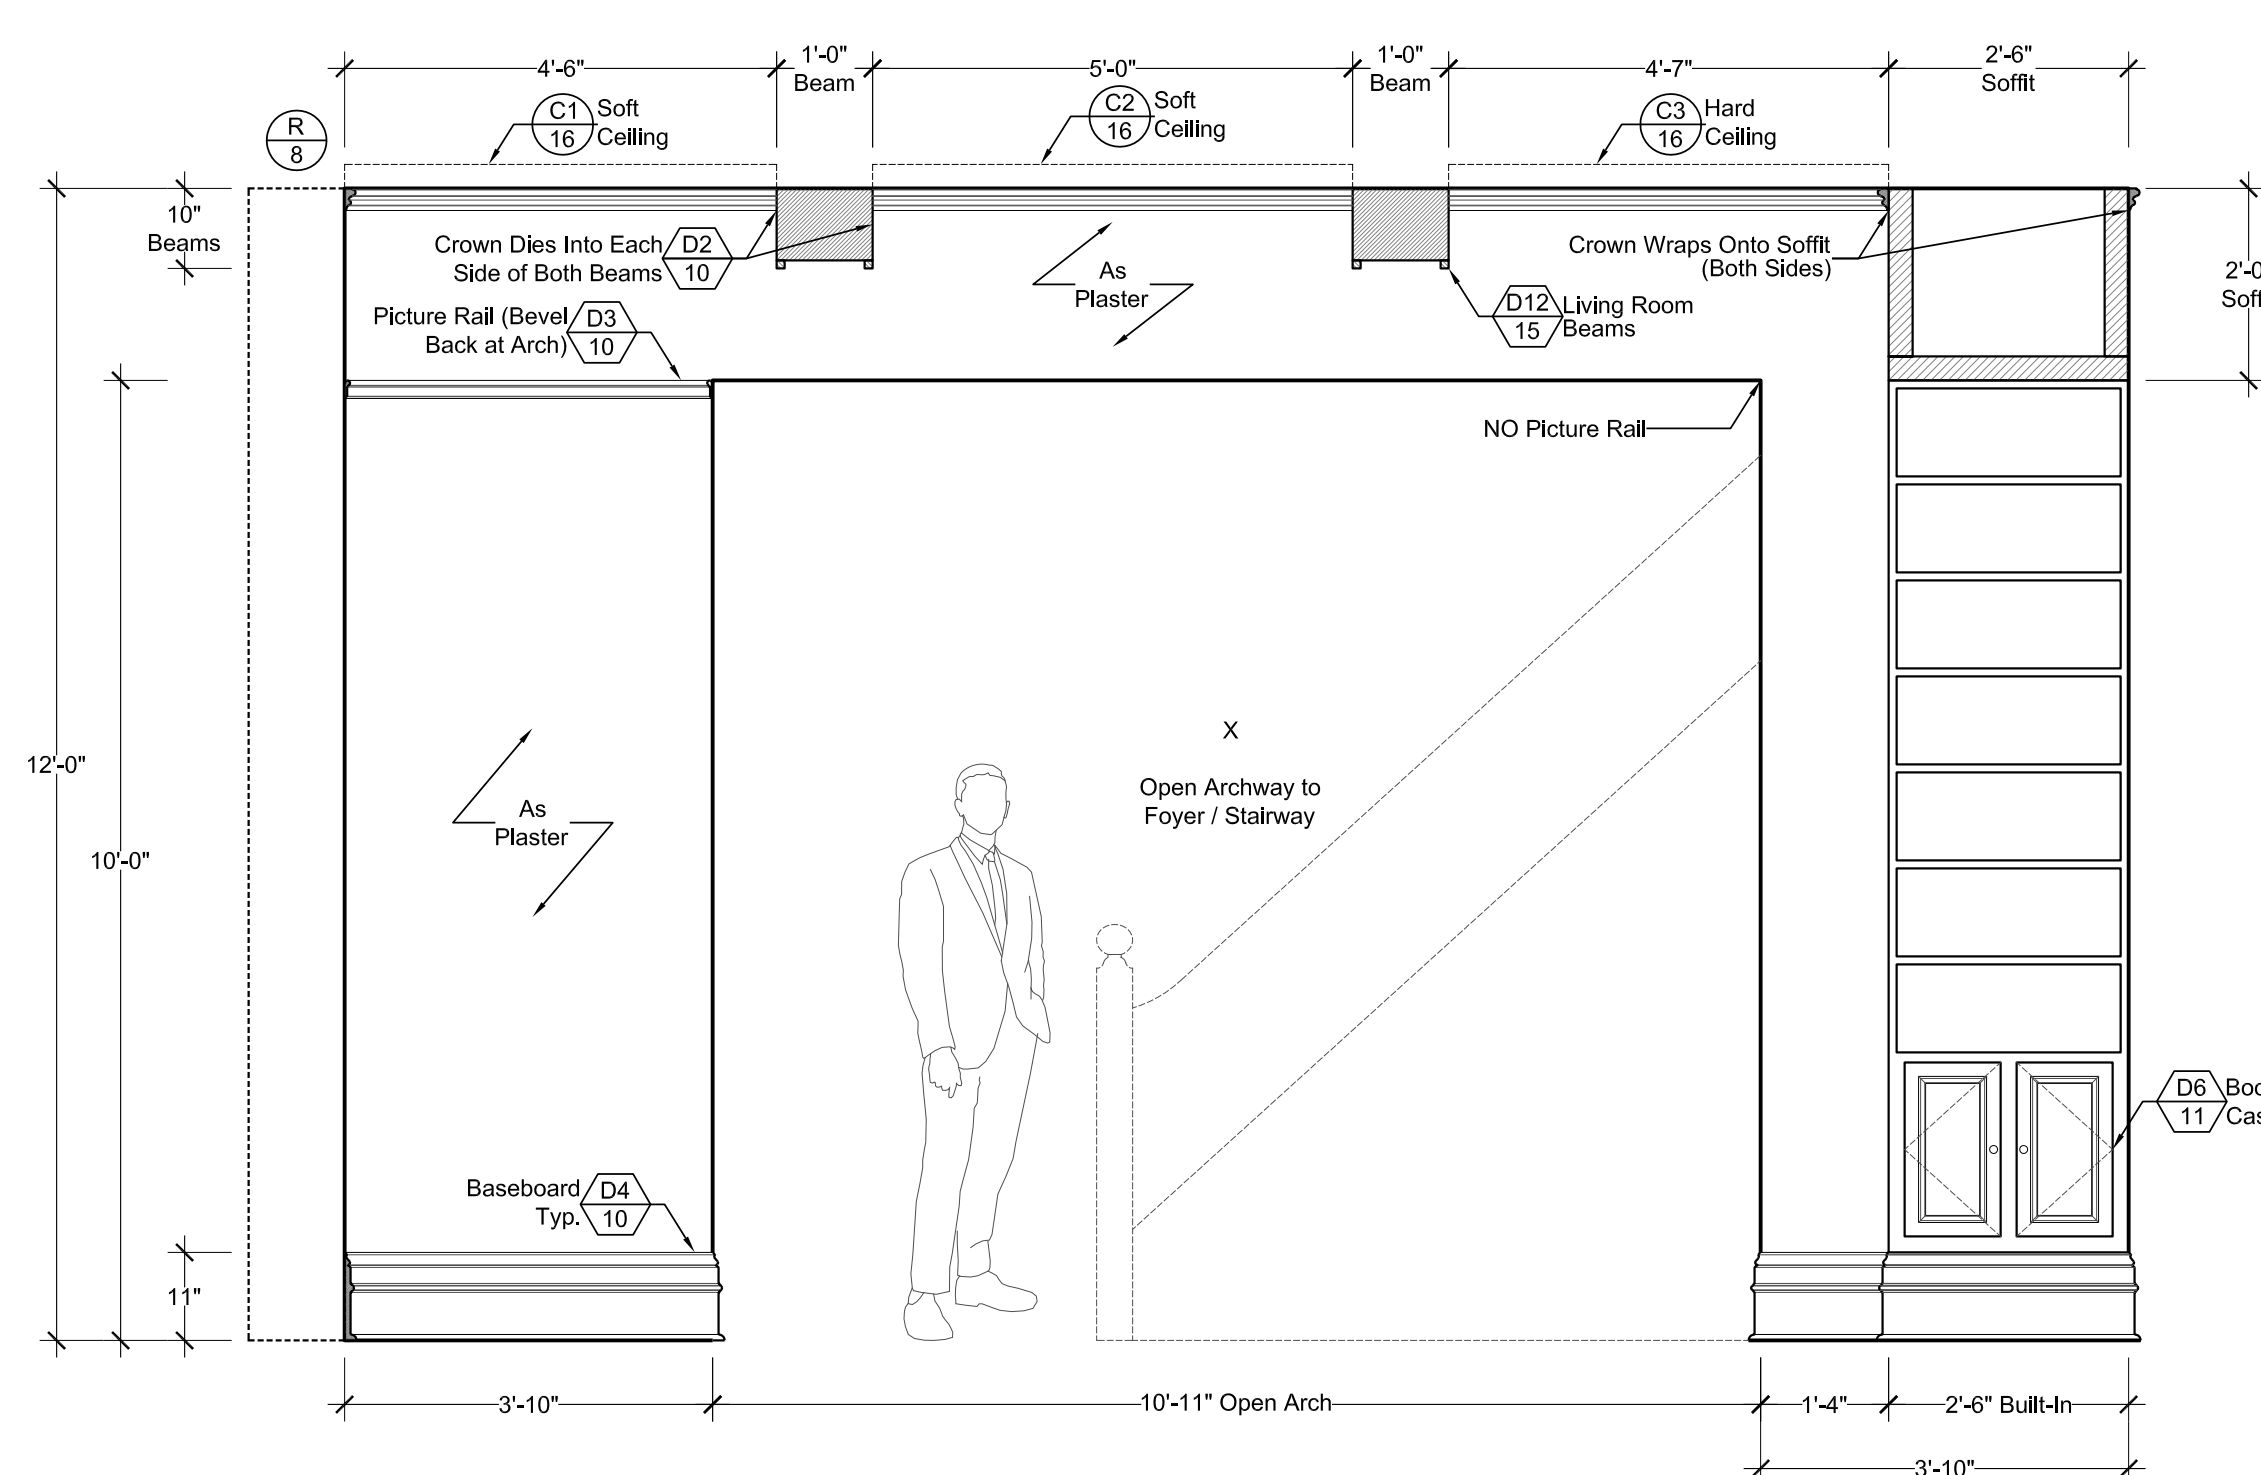 4'-6"
1'-0"
Beam
5'-0"
1'-0"
Beam
4'-7"
2'-6"
Soffit
R
8
C1
16
Soft
Ceiling
C2
16
Soft
Ceiling
C3
16
Hard
Ceiling
10"
Beams
Crown Dies Into Each
Side of Both Beams
D2
10
As
Plaster
Crown Wraps Onto Soffit
(Both Sides)
2'-0
Soff
D12
15
Living Room
Beams
Picture Rail (Bevel
Back at Arch)
D3
10
NO Picture Rail
X
Open Archway to
Foyer / Stairway
12'-0"
10'-0"
As
Plaster
D6
11
Boo
Cas
Baseboard
Typ.
D4
10
11"
3'-10"
10'-11" Open Arch
1'-4"
2'-6" Built-In
3'-10"